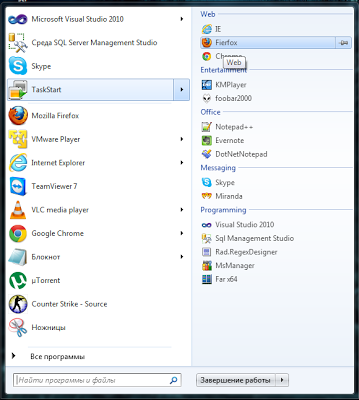 Microsoft Visual Studio 2010
Среда SQL Server Management Studio
Skype
TaskStart
Mozilla Firefox
VMware Player
Internet Explorer
TeamViewer 7
VLC media player
Google Chrome
Блокнот
µTorrent
Counter Strike - Source
Ножницы
Все программы
Найти программы и файлы
Web
IE
Fierfox
Chrome
Web
Entertainment
KMPlayer
foobar2000
Office
Notepad++
Evernote
DotNetNotepad
Messaging
Skype
Miranda
Programming
Visual Studio 2010
Sql Management Studio
Rad.RegexDesigner
MsManager
Far x64
Завершение работы